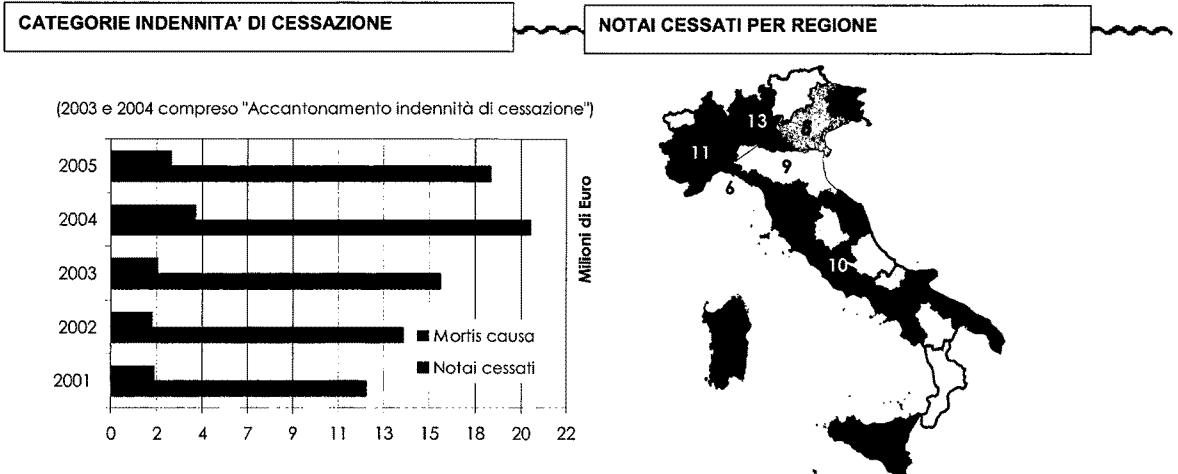 CATEGORIE INDENNITA' DI CESSAZIONE
NOTAI CESSATI PER REGIONE
(2003 e 2004 compreso "Accantonamento indennità di cessazione")
2005
2004
2003
2002
2001
Mortis causa
Notai cessati
0 2 4 7 9 11 13 15 18 20 22
Milioni di Euro
13
8
11
9
6
10